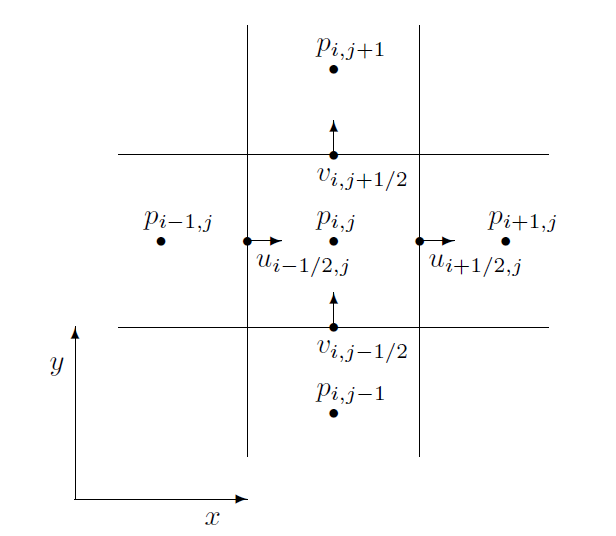 p_{i,j+1}
v_{i,j+1/2}
p_{i-1,j} p_{i,j} p_{i+1,j}
u_{i-1/2,j} u_{i+1/2,j}
v_{i,j-1/2}
y
p_{i,j-1}
x